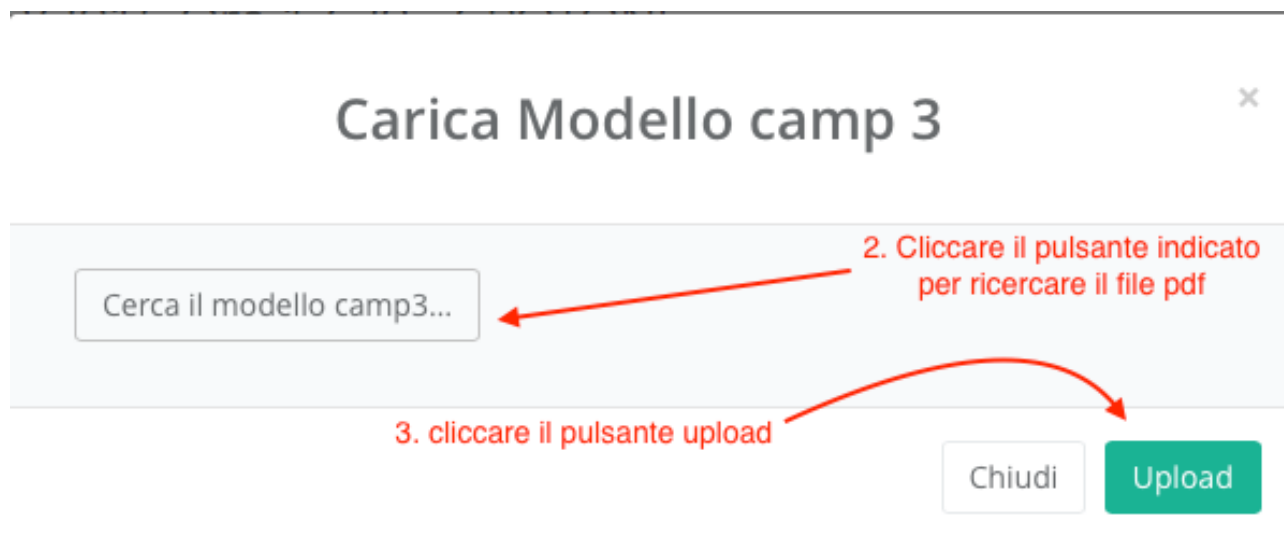 Carica Modello camp 3
×
2. Cliccare il pulsante indicato
per ricercare il file pdf
Cerca il modello camp3...
3. cliccare il pulsante upload
Chiudi
Upload